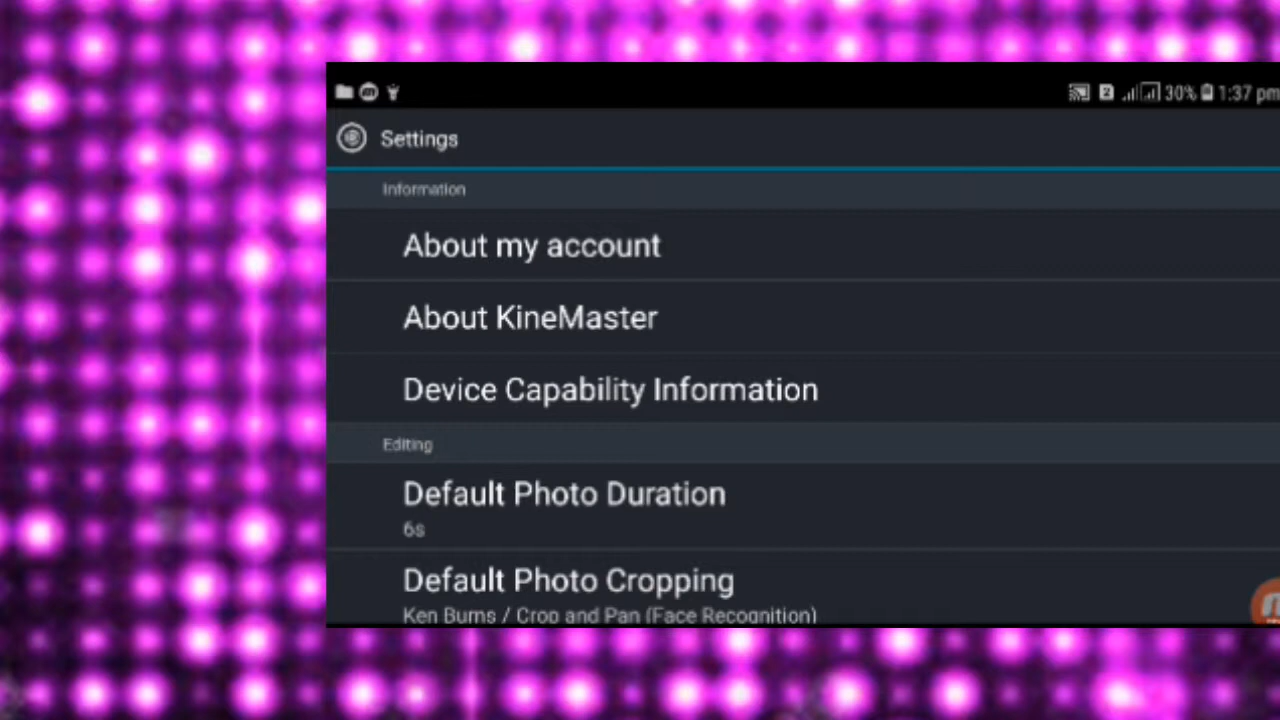 30% 1:37 pm
Settings
Information
About my account
About KineMaster
Device Capability Information
Editing
Default Photo Duration
6s
Default Photo Cropping
Ken Burns / Crop and Pan (Face Recognition)